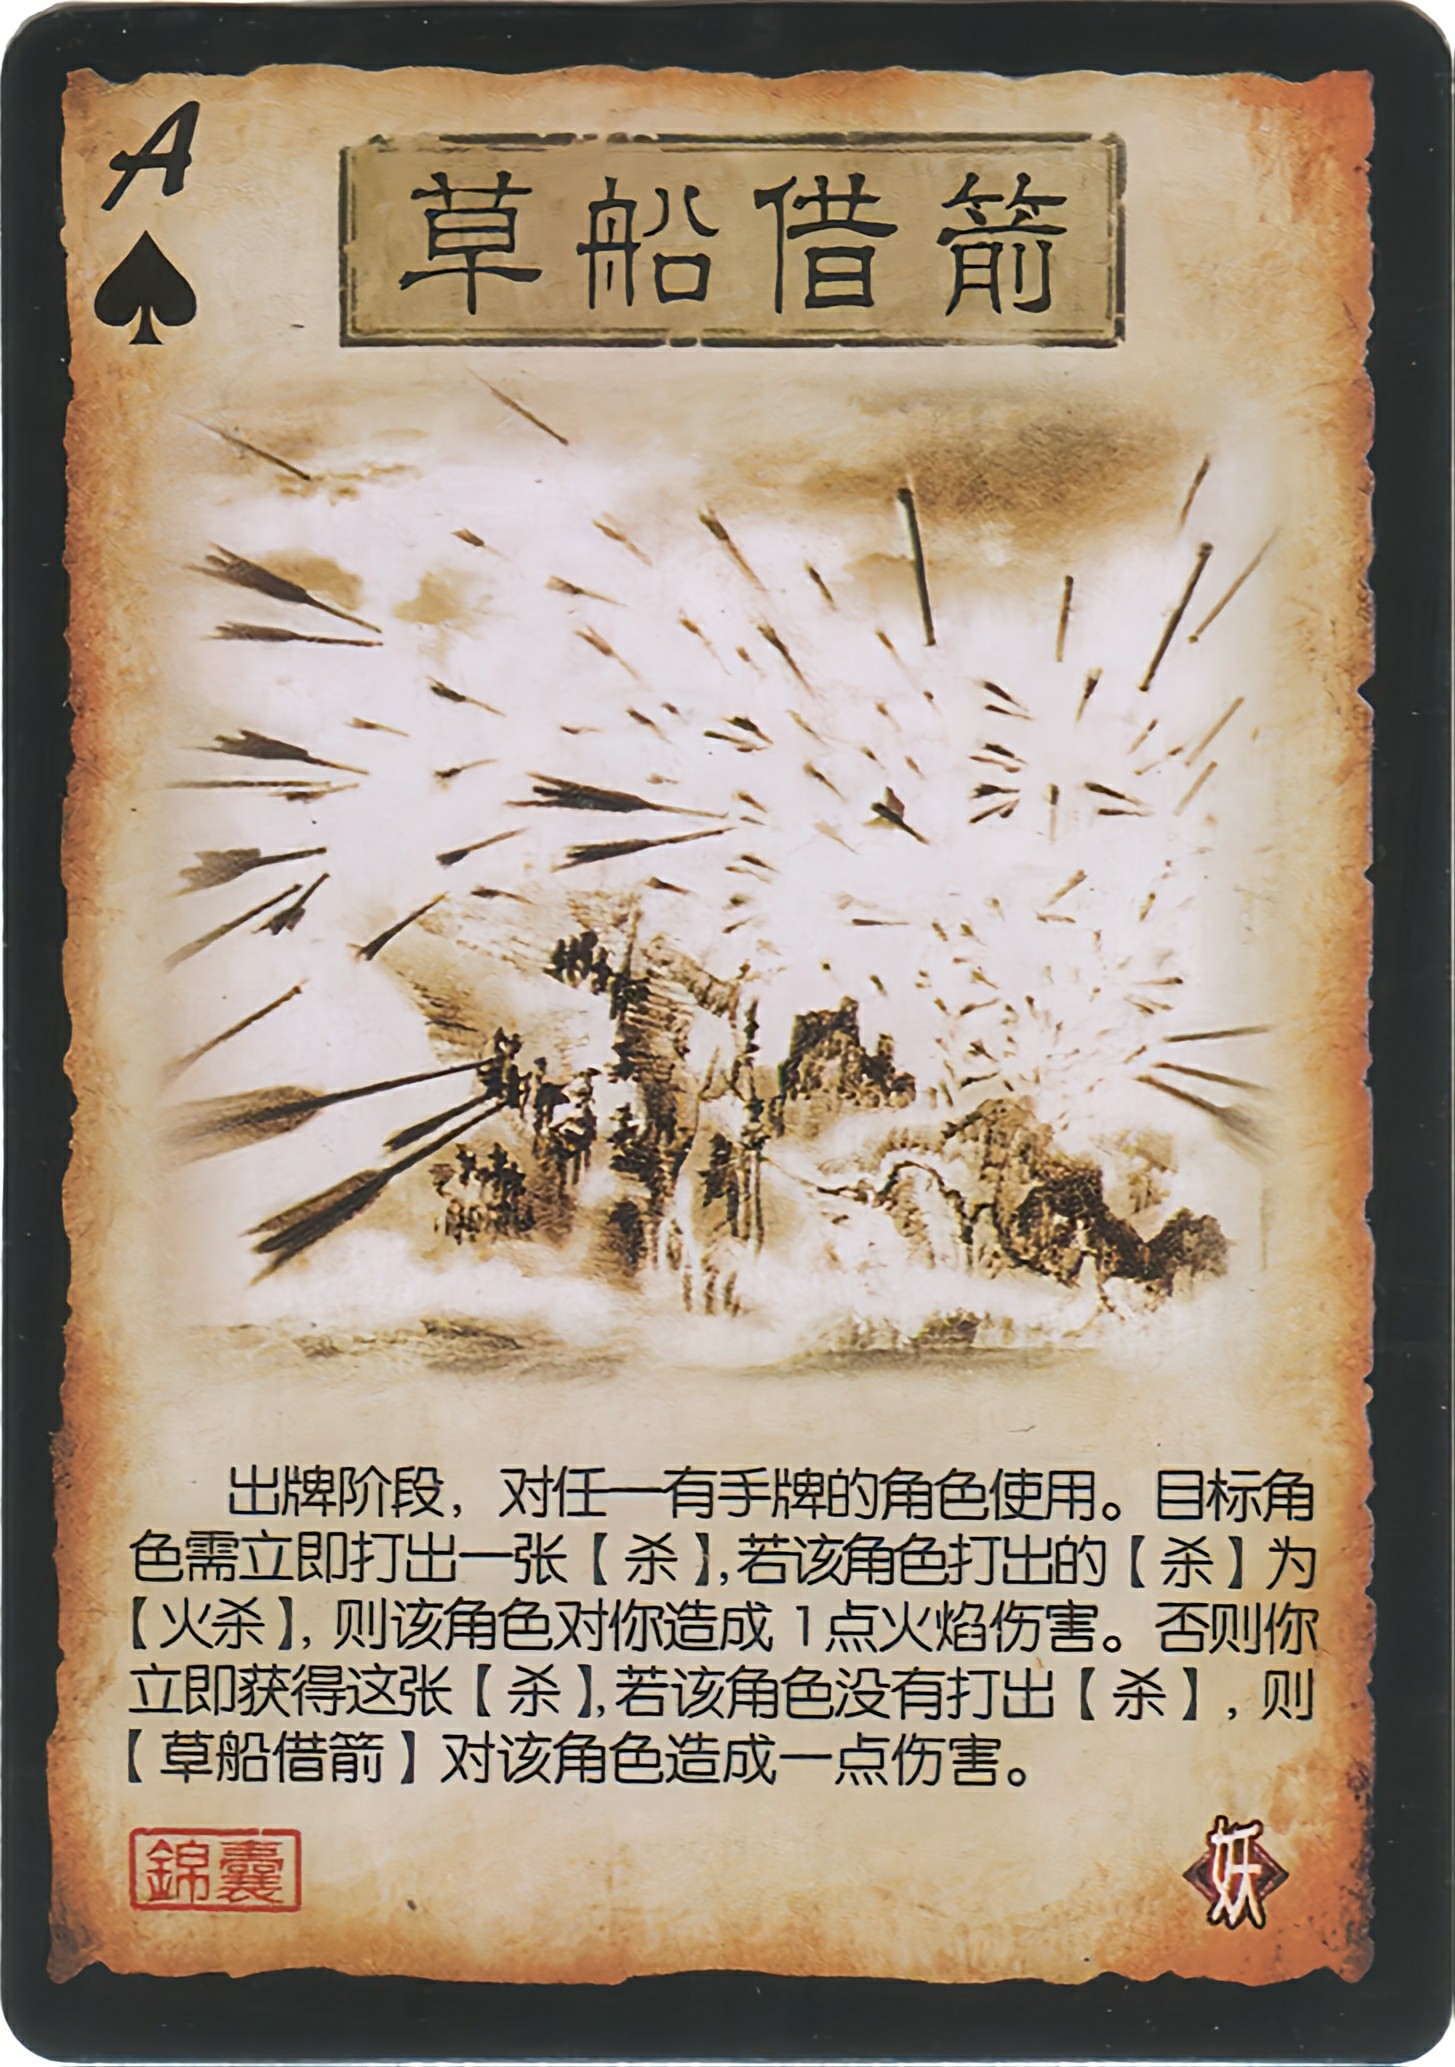 A
草船借箭
出牌阶段，对任一有手牌的角色使用。目标角
色需立即打出一张【杀】,若该角色打出的【杀】为
【火杀】,则该角色对你造成1点火焰伤害。否则你
立即获得这张【杀】,若该角色没有打出【杀】,则
【草船借箭】对该角色造成一点伤害。
錦囊
妖